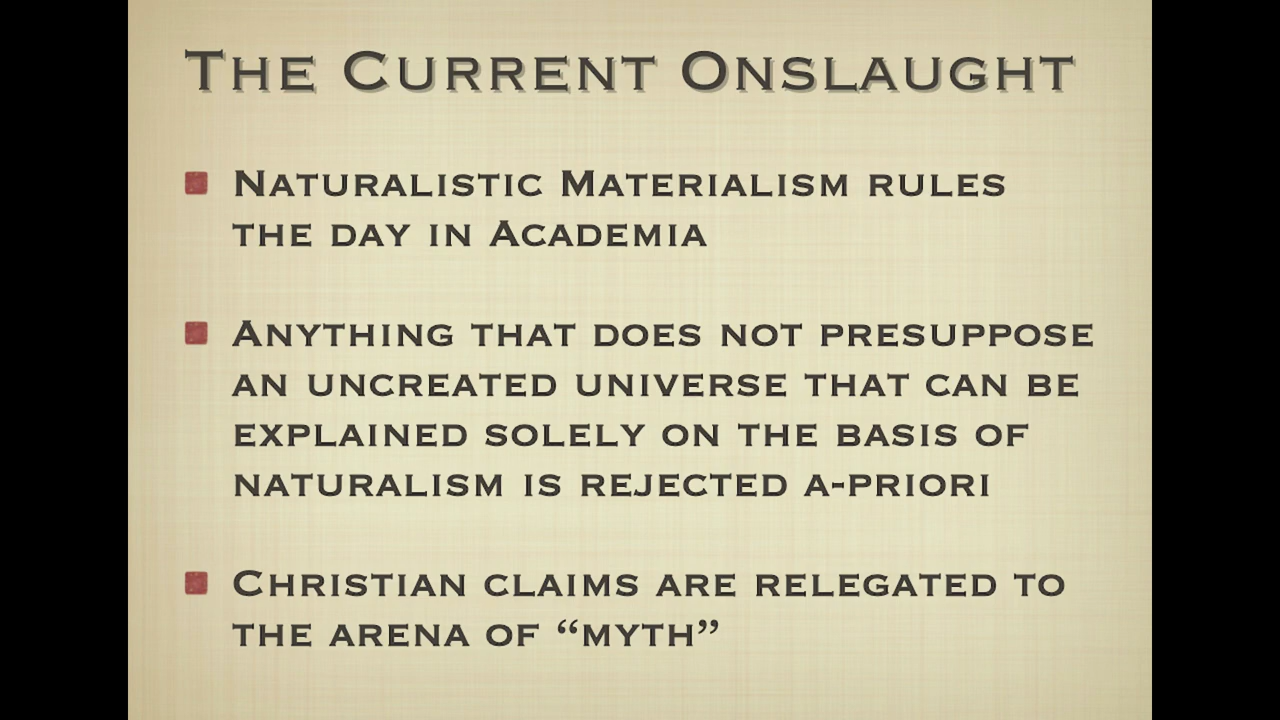 The Current Onslaught
Naturalistic Materialism rules
the day in Academia
Anything that does not presuppose
an uncreated universe that can be
explained solely on the basis of
naturalism is rejected a-priori
Christian claims are relegated to
the arena of “myth”